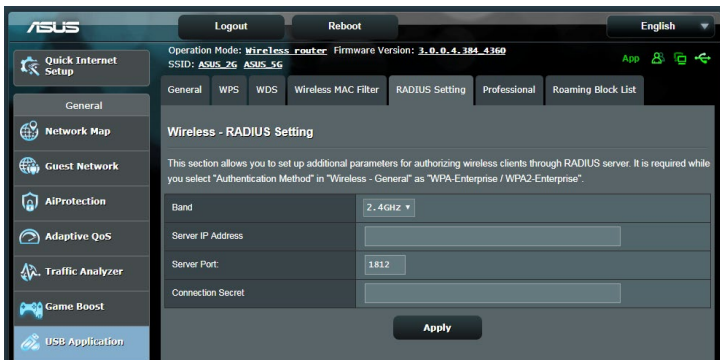 ASUS
Logout
Reboot
English
Operation Mode: Wireless router Firmware Version: 3.0.0.4.384_4360
SSID: ASUS_2G ASUS_5G
App
Quick Internet
Setup
General
Network Map
Guest Network
AiProtection
Adaptive QoS
Traffic Analyzer
Game Boost
USB Application
General WPS WDS Wireless MAC Filter RADIUS Setting Professional Roaming Block List
Wireless - RADIUS Setting
This section allows you to set up additional parameters for authorizing wireless clients through RADIUS server. It is required while
you select "Authentication Method" in "Wireless - General" as "WPA-Enterprise / WPA2-Enterprise".
Band 2.4GHz
Server IP Address
Server Port: 1812
Connection Secret
Apply